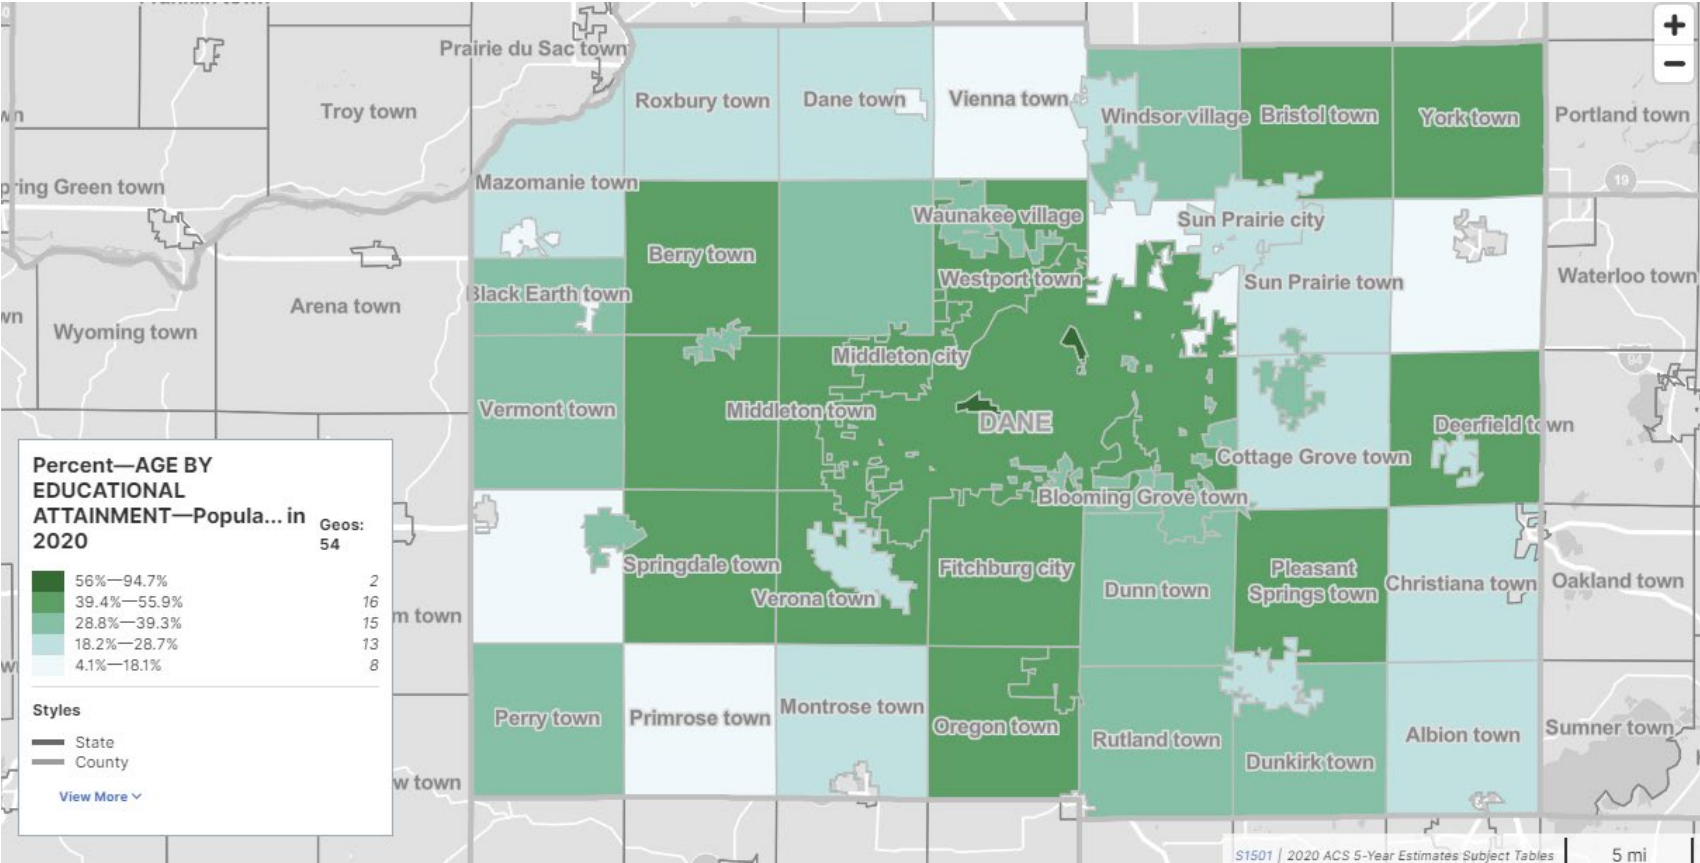 Prairie du Sac town
+
−
Roxbury town
Dane town
Vienna town
Troy town
Windsor village
Bristol town
York town
Portland town
19
pring Green town
Mazomanie town
Waunakee village
Sun Prairie city
Berry town
Westport town
Sun Prairie town
Waterloo town
Black Earth town
Arena town
Wyoming town
Middleton city
94
Vermont town
Middleton town
DANE
Deerfield town
Cottage Grove town
Blooming Grove town
Springdale town
Fitchburg city
Pleasant
Springs town
Christiana town
Oakland town
Dunn town
Verona town
m town
Perry town
Primrose town
Montrose town
Oregon town
Rutland town
Albion town
Sumner town
Dunkirk town
w town
Percent—AGE BY
EDUCATIONAL
ATTAINMENT—Popula... in
2020
Geos:
54
56%—94.7% 2
39.4%—55.9% 16
28.8%—39.3% 15
18.2%—28.7% 13
4.1%—18.1% 8
Styles
State
County
View More
S1501 | 2020 ACS 5-Year Estimates Subject Tables
5 mi